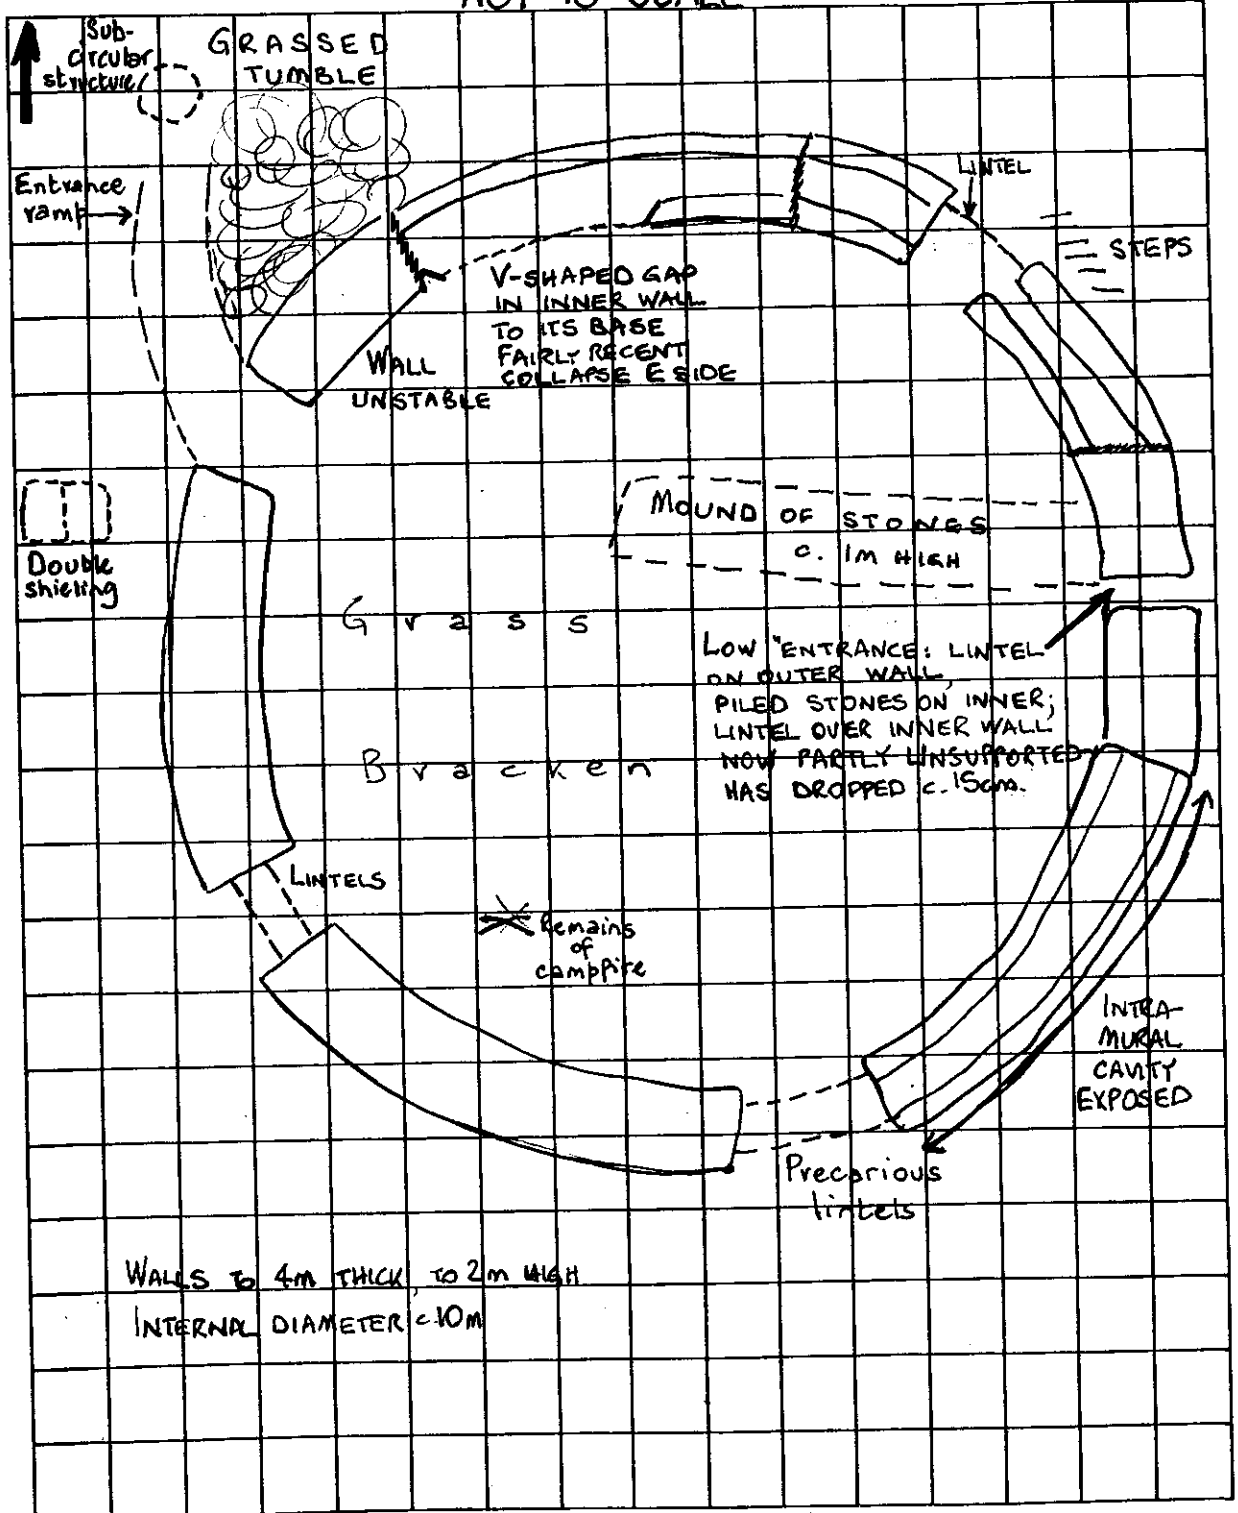 NOT TO SCALE
Sub-
circular
structure
GRASSED
TUMBLE
Entrance
ramp
LINTEL
STEPS
V-SHAPED GAP
IN INNER WALL
TO ITS BASE
FAIRLY RECENT
COLLAPSE E SIDE
WALL
UNSTABLE
MOUND OF STONES
c. 1M HIGH
Double
shieling
Grass
LOW "ENTRANCE: LINTEL
ON OUTER WALL,
PILED STONES ON INNER;
LINTEL OVER INNER WALL
NOW PARTLY UNSUPPORTED
HAS DROPPED c. 15cm.
Bracken
LINTELS
Remains
of
campfire
INTRA-
MURAL
CAVITY
EXPOSED
Precarious
lintels
WALLS TO 4m THICK, TO 2m HIGH
INTERNAL DIAMETER c.10m